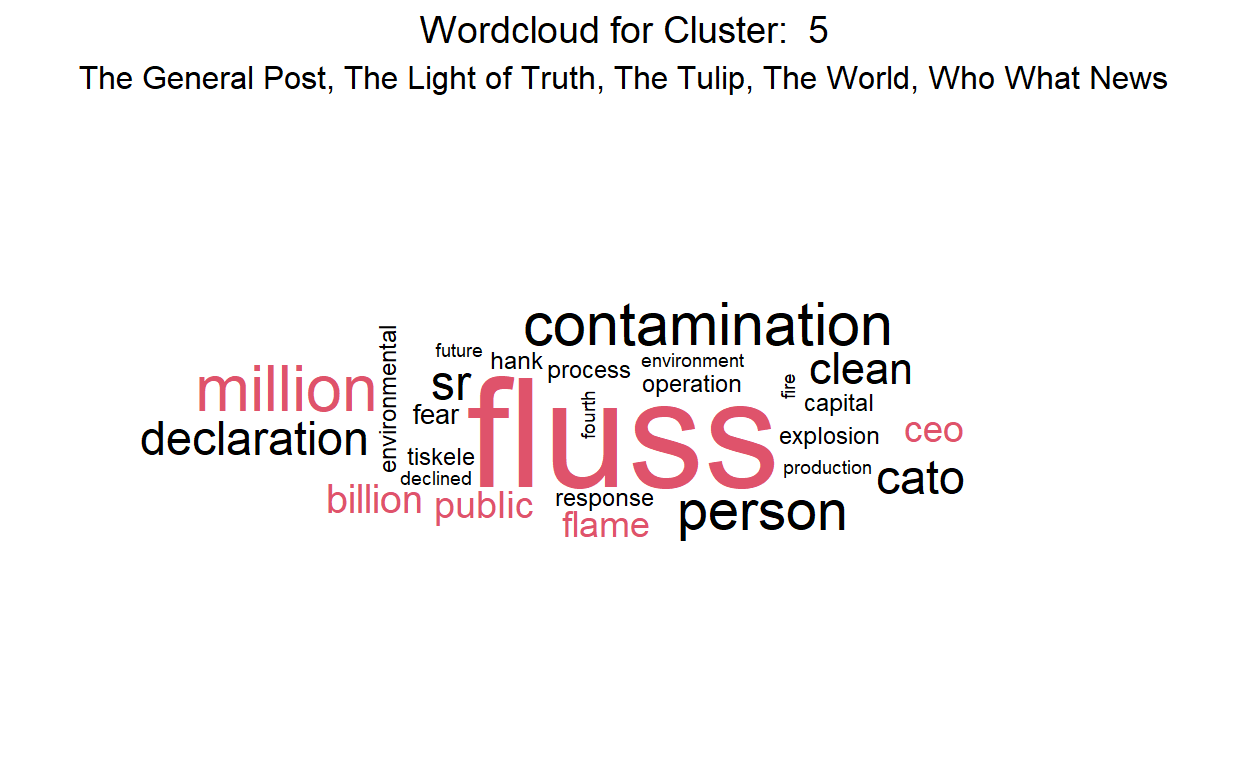 Wordcloud for Cluster:  5
The General Post, The Light of Truth, The Tulip, The World, Who What News
contamination
future
hank
process
environment
clean
million
environmental
sr
fluss
operation
fire
fear
fourth
capital
declaration
explosion
ceo
tiskele
production
declined
cato
billion
public
response
person
flame